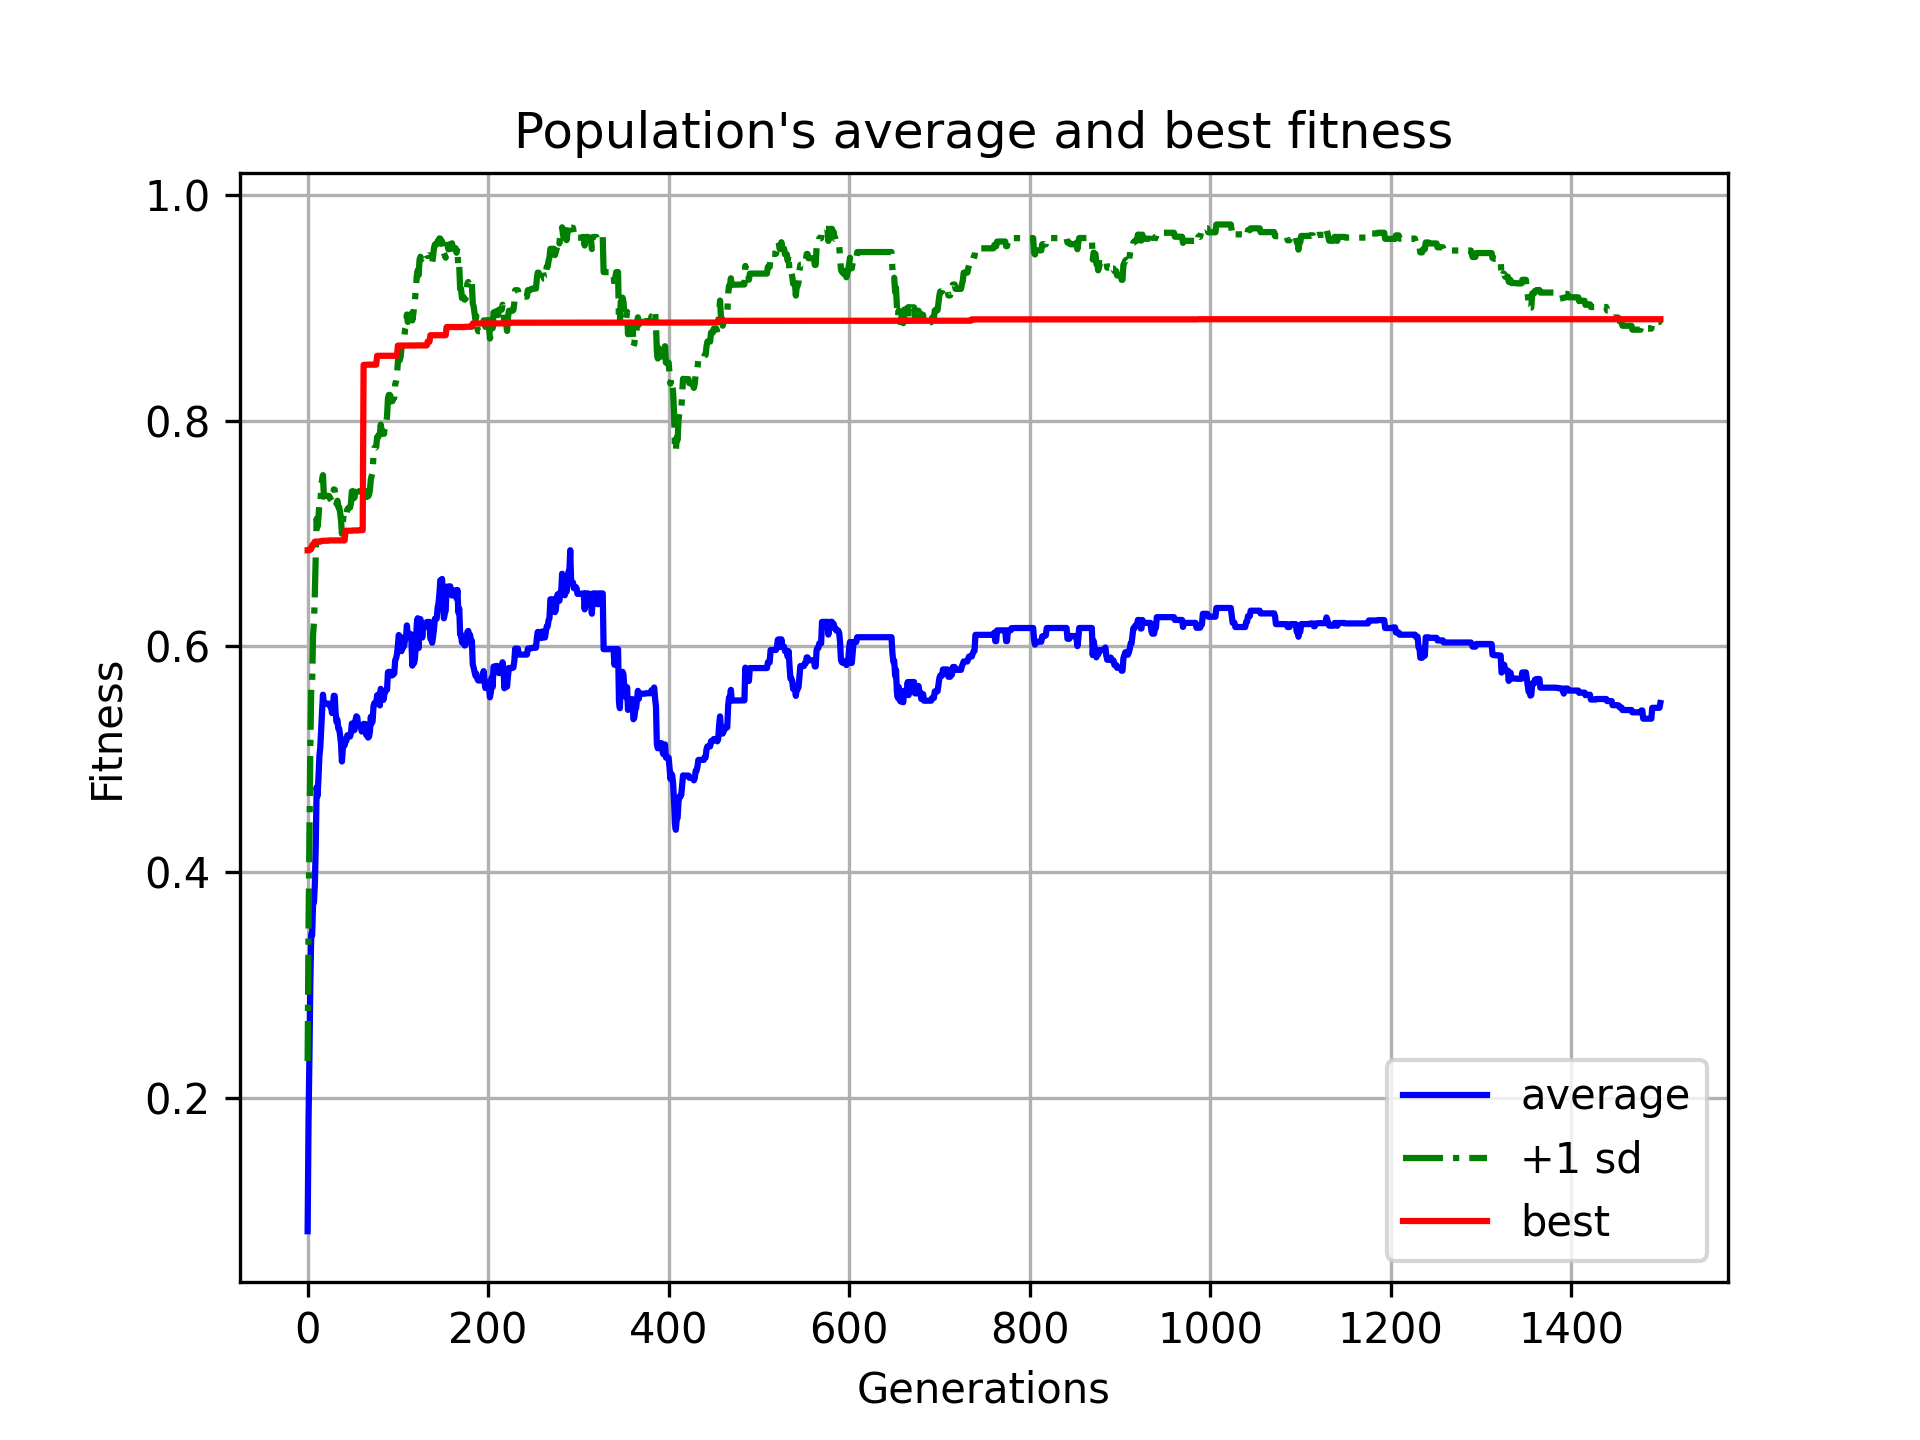 Population's average and best fitness
1.0
0.8
0.6
0.4
0.2
Fitness
0 200 400 600 800 1000 1200 1400
Generations
average
+1 sd
best